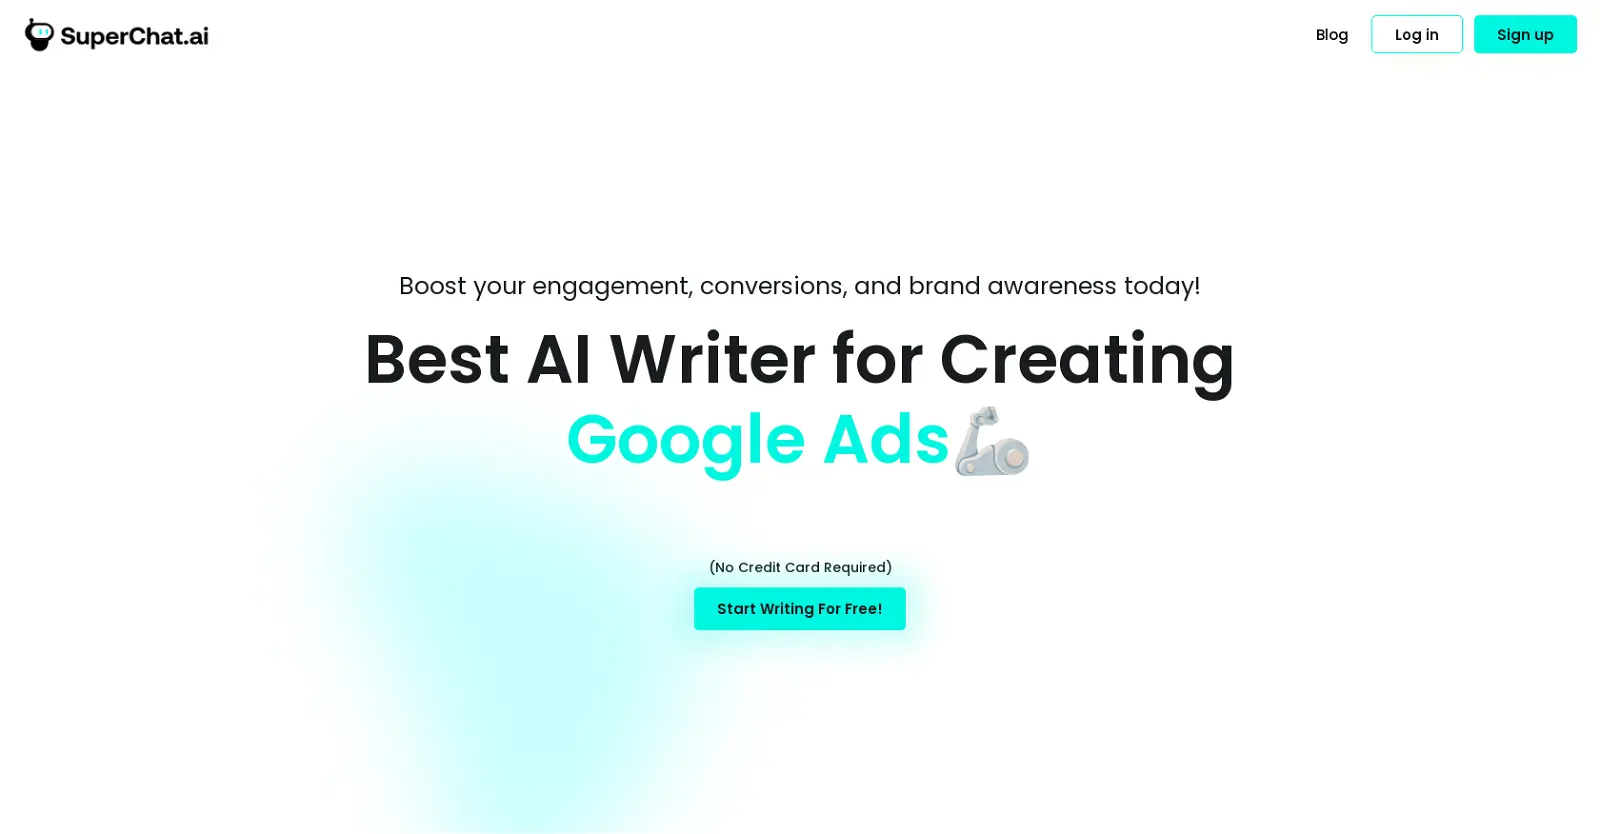 SuperChat.ai
Blog
Log in
Sign up
Boost your engagement, conversions, and brand awareness today!
Best AI Writer for Creating
Google Ads
(No Credit Card Required)
Start Writing For Free!